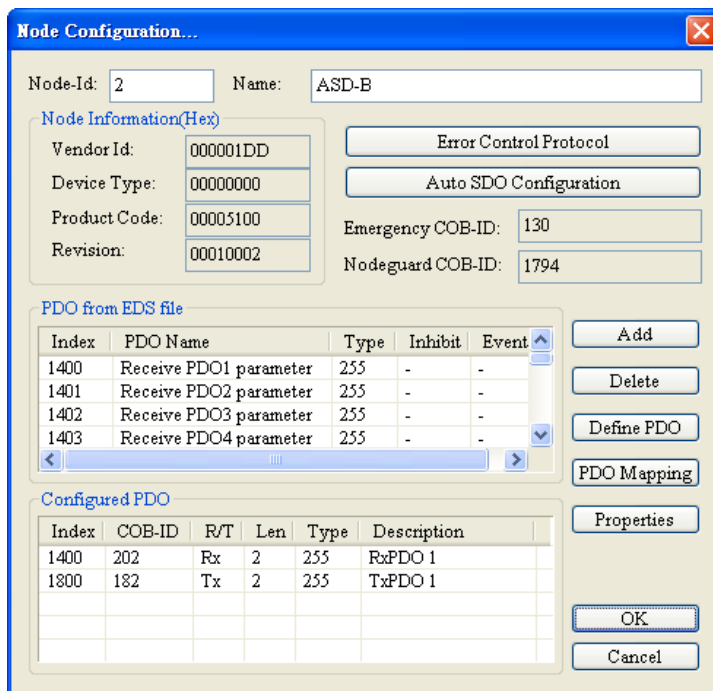 Node Configuration...
Node-Id: 2 Name: ASD-B
Node Information(Hex)
Vendor Id: 000001DD
Device Type: 00000000
Product Code: 00005100
Revision: 00010002
Error Control Protocol
Auto SDO Configuration
Emergency COB-ID: 130
Nodeguard COB-ID: 1794
PDO from EDS file
Index PDO Name Type Inhibit Event
1400 Receive PDO1 parameter 255 - -
1401 Receive PDO2 parameter 255 - -
1402 Receive PDO3 parameter 255 - -
1403 Receive PDO4 parameter 255 - -
Add
Delete
Define PDO
PDO Mapping
Properties
Configured PDO
Index COB-ID R/T Len Type Description
1400 202 Rx 2 255 RxPDO 1
1800 182 Tx 2 255 TxPDO 1
OK
Cancel